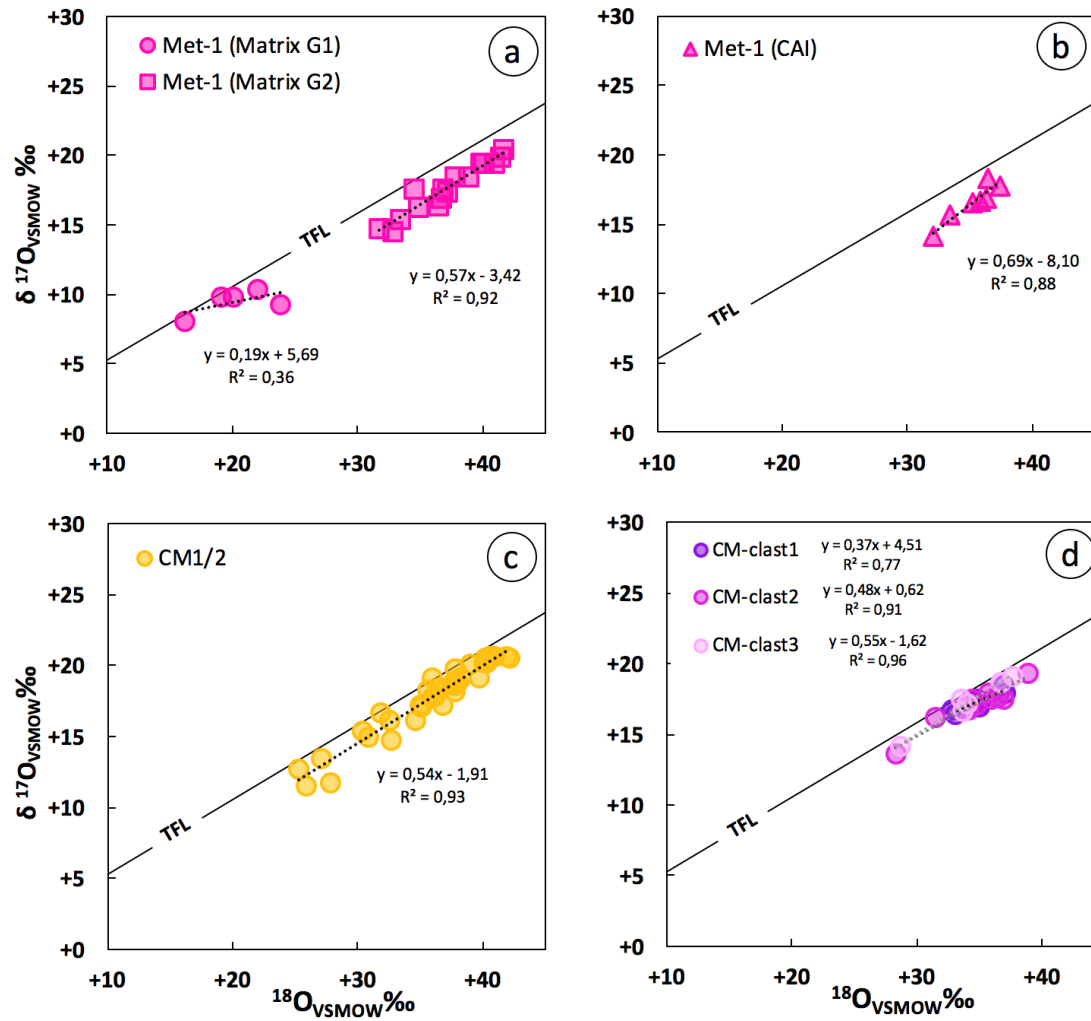 +30
+25
+20
+15
+10
+5
+0
δ ¹⁷O_VSMOW ‰
Met-1 (Matrix G1)
Met-1 (Matrix G2)
a
TFL
y = 0,57x - 3,42
R² = 0,92
y = 0,19x + 5,69
R² = 0,36
+10 +20 +30 +40
+30
+25
+20
+15
+10
+5
+0
Met-1 (CAI)
b
TFL
y = 0,69x - 8,10
R² = 0,88
+10 +20 +30 +40
+30
+25
+20
+15
+10
+5
+0
δ ¹⁷O_VSMOW‰
CM1/2
c
TFL
y = 0,54x - 1,91
R² = 0,93
+10 +20 +30 +40
¹⁸O_VSMOW‰
+30
+25
+20
+15
+10
+5
+0
CM-clast1 y = 0,37x + 4,51
R² = 0,77
CM-clast2 y = 0,48x + 0,62
R² = 0,91
CM-clast3 y = 0,55x - 1,62
R² = 0,96
d
TFL
+10 +20 +30 +40
¹⁸O_VSMOW‰